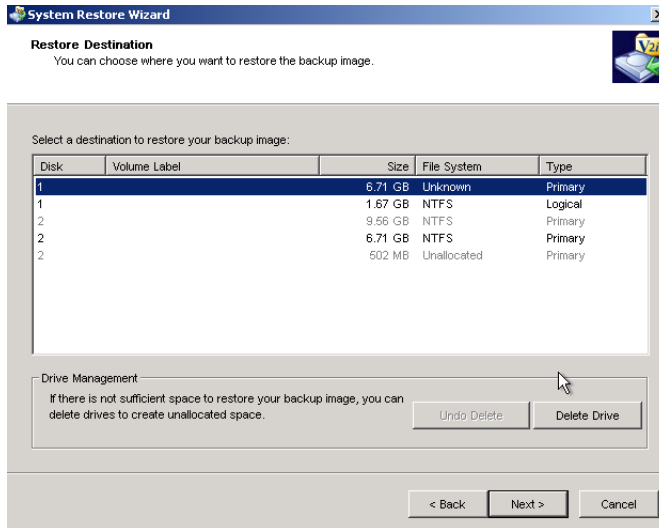 System Restore Wizard
Restore Destination
You can choose where you want to restore the backup image.
V2i
Select a destination to restore your backup image:
Disk Volume Label Size File System Type
1 6.71 GB Unknown Primary
1 1.67 GB NTFS Logical
2 9.56 GB NTFS Primary
2 6.71 GB NTFS Primary
2 502 MB Unallocated Primary
Drive Management
If there is not sufficient space to restore your backup image, you can
delete drives to create unallocated space.
Undo Delete Delete Drive
< Back Next > Cancel